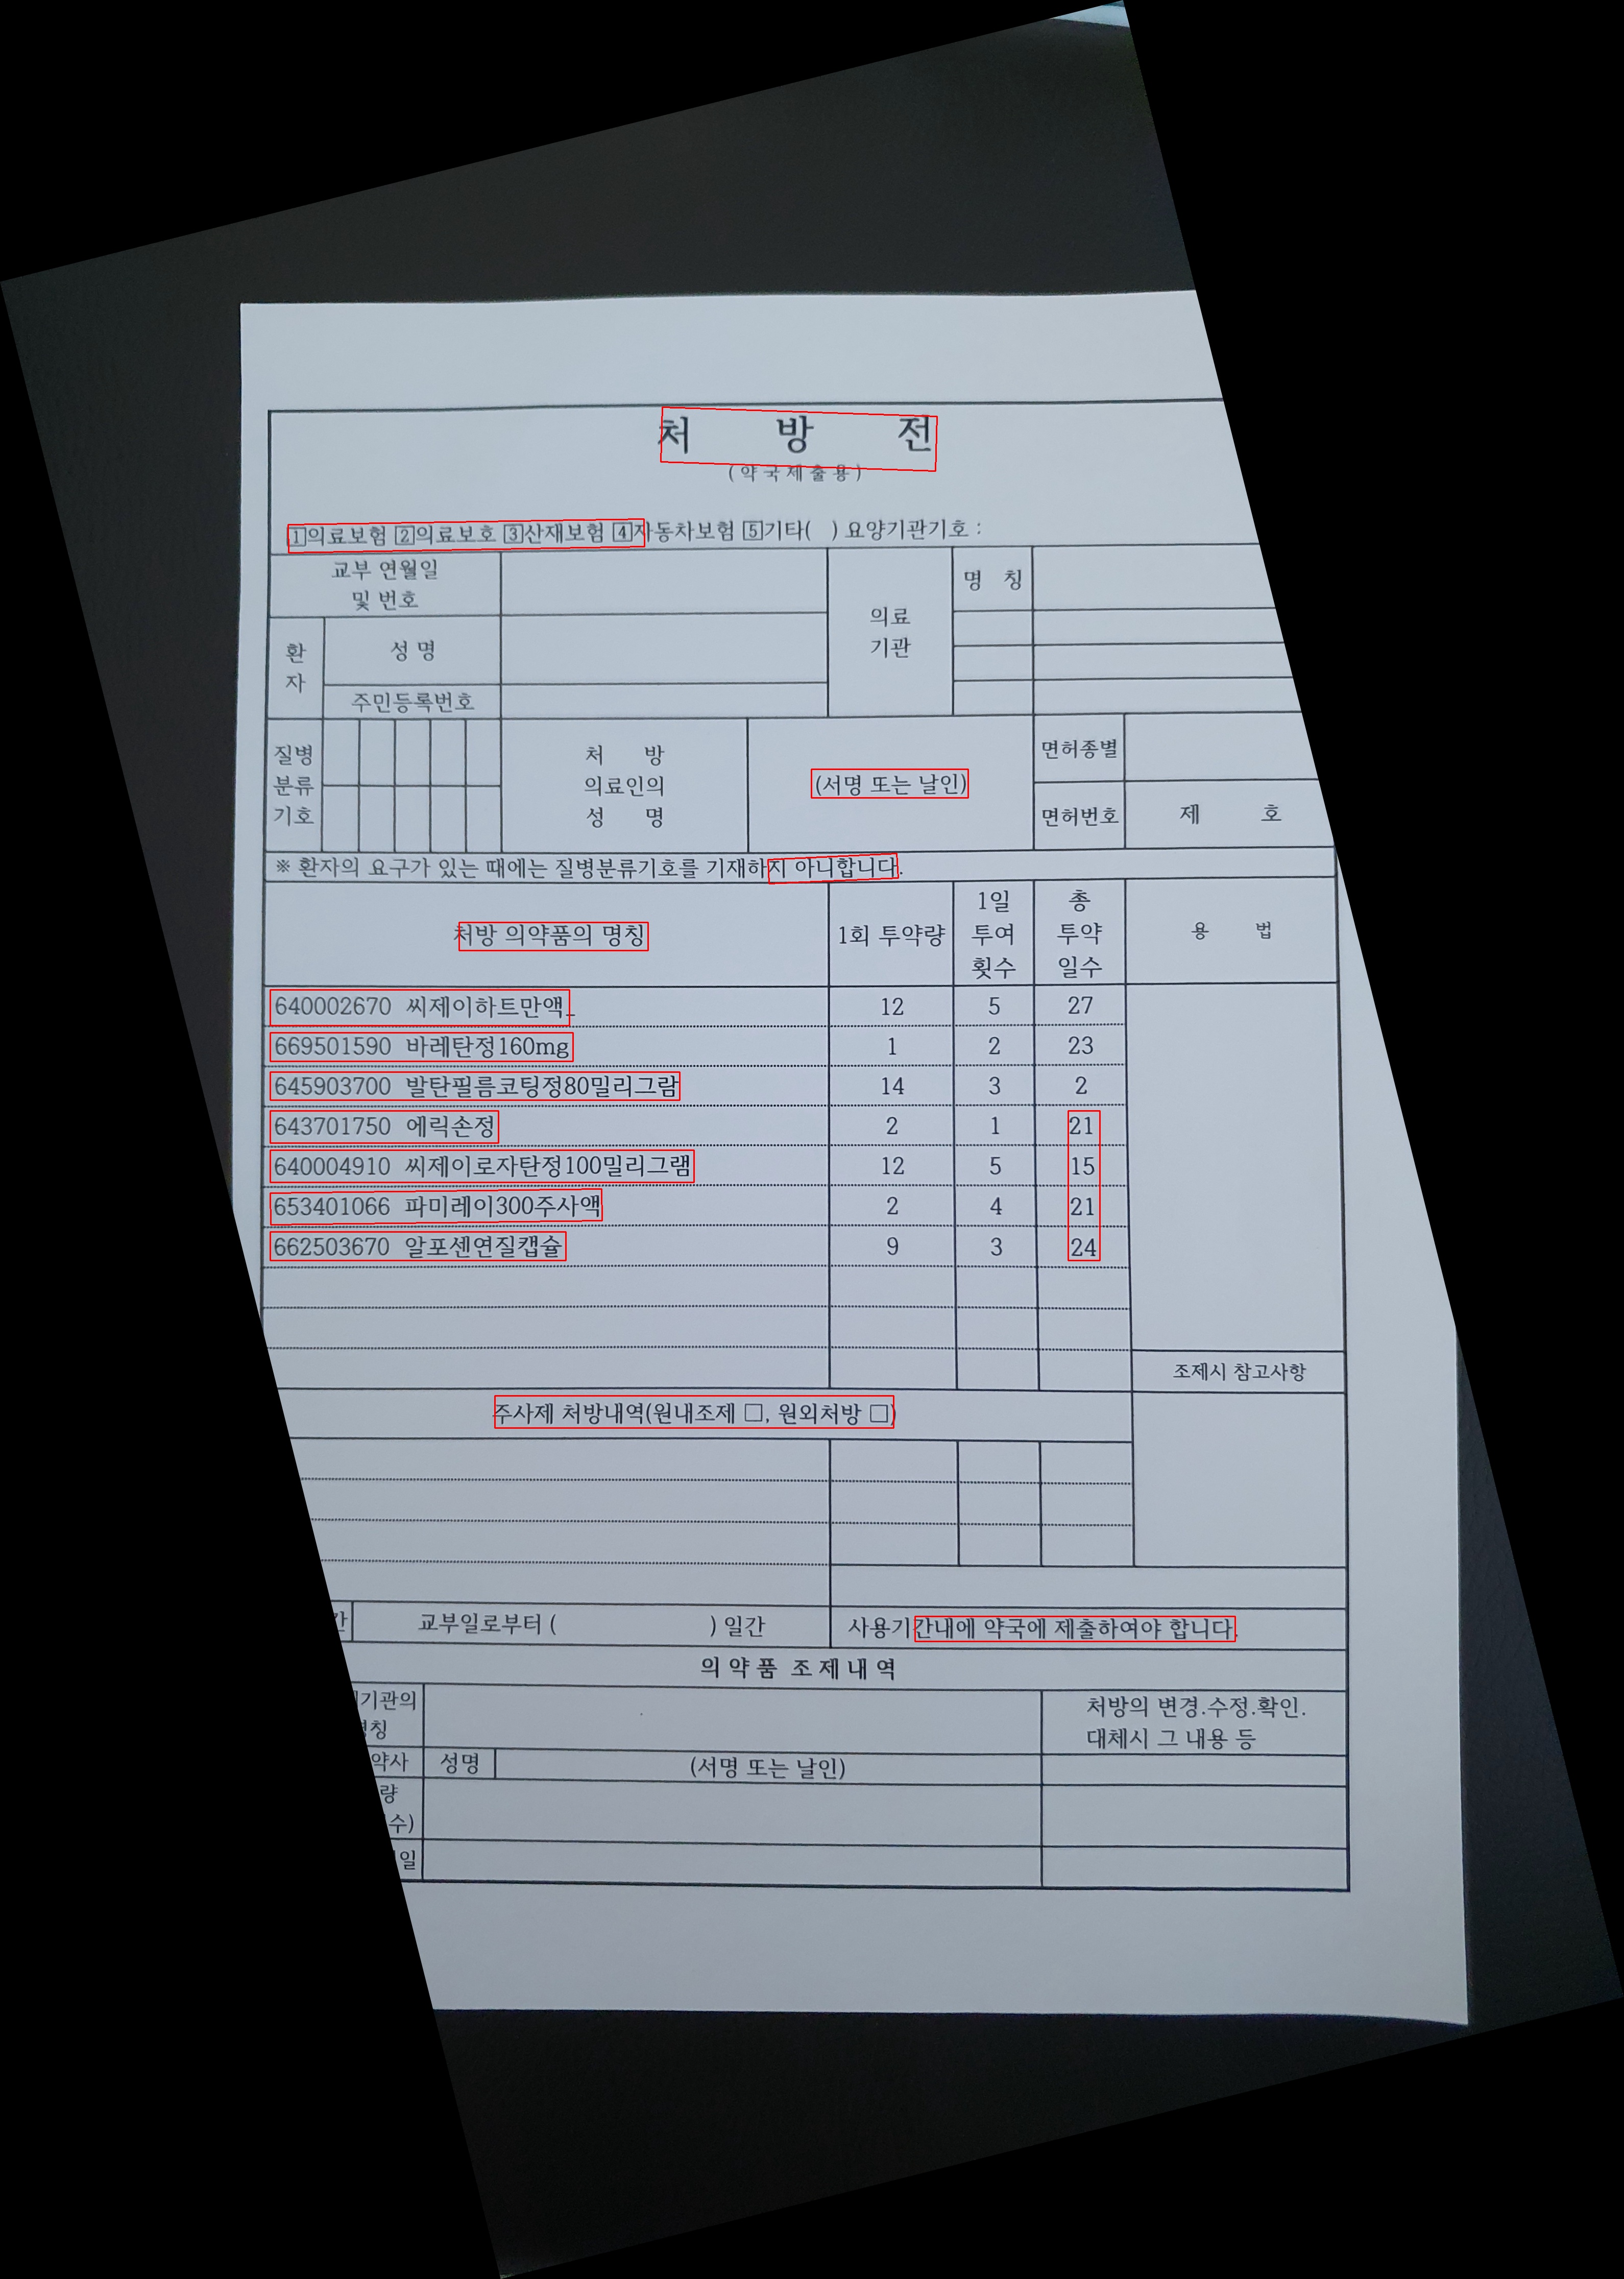 처 방 전
(약국제출용)
1의료보험 2의료보호 3산재보험 4자동차보험 5기타( ) 요양기관기호 :
교부 연월일
및 번호
환
자
성 명
주민등록번호
의료
기관
명 칭
질병
분류
기호
처 방
의료인의
성 명
(서명 또는 날인)
면허종별
면허번호
제 호
※ 환자의 요구가 있는 때에는 질병분류기호를 기재하지 아니합니다.
처방 의약품의 명칭
1회 투약량
1일
투여
횟수
총
투약
일수
용 법
640002670 씨제이하트만액_ 12 5 27
669501590 바레탄정160mg 1 2 23
645903700 발탄필름코팅정80밀리그람 14 3 2
643701750 에릭손정 2 1 21
640004910 씨제이로자탄정100밀리그램 12 5 15
653401066 파미레이300주사액 2 4 21
662503670 알포센연질캡슐 9 3 24
조제시 참고사항
주사제 처방내역(원내조제 □, 원외처방 □)
교부일로부터 ( ) 일간
사용기간내에 약국에 제출하여야 합니다.
의약품 조제내역
기관의
칭
처방의 변경.수정.확인.
대체시 그 내용 등
약사
성명
(서명 또는 날인)
량
수)
일